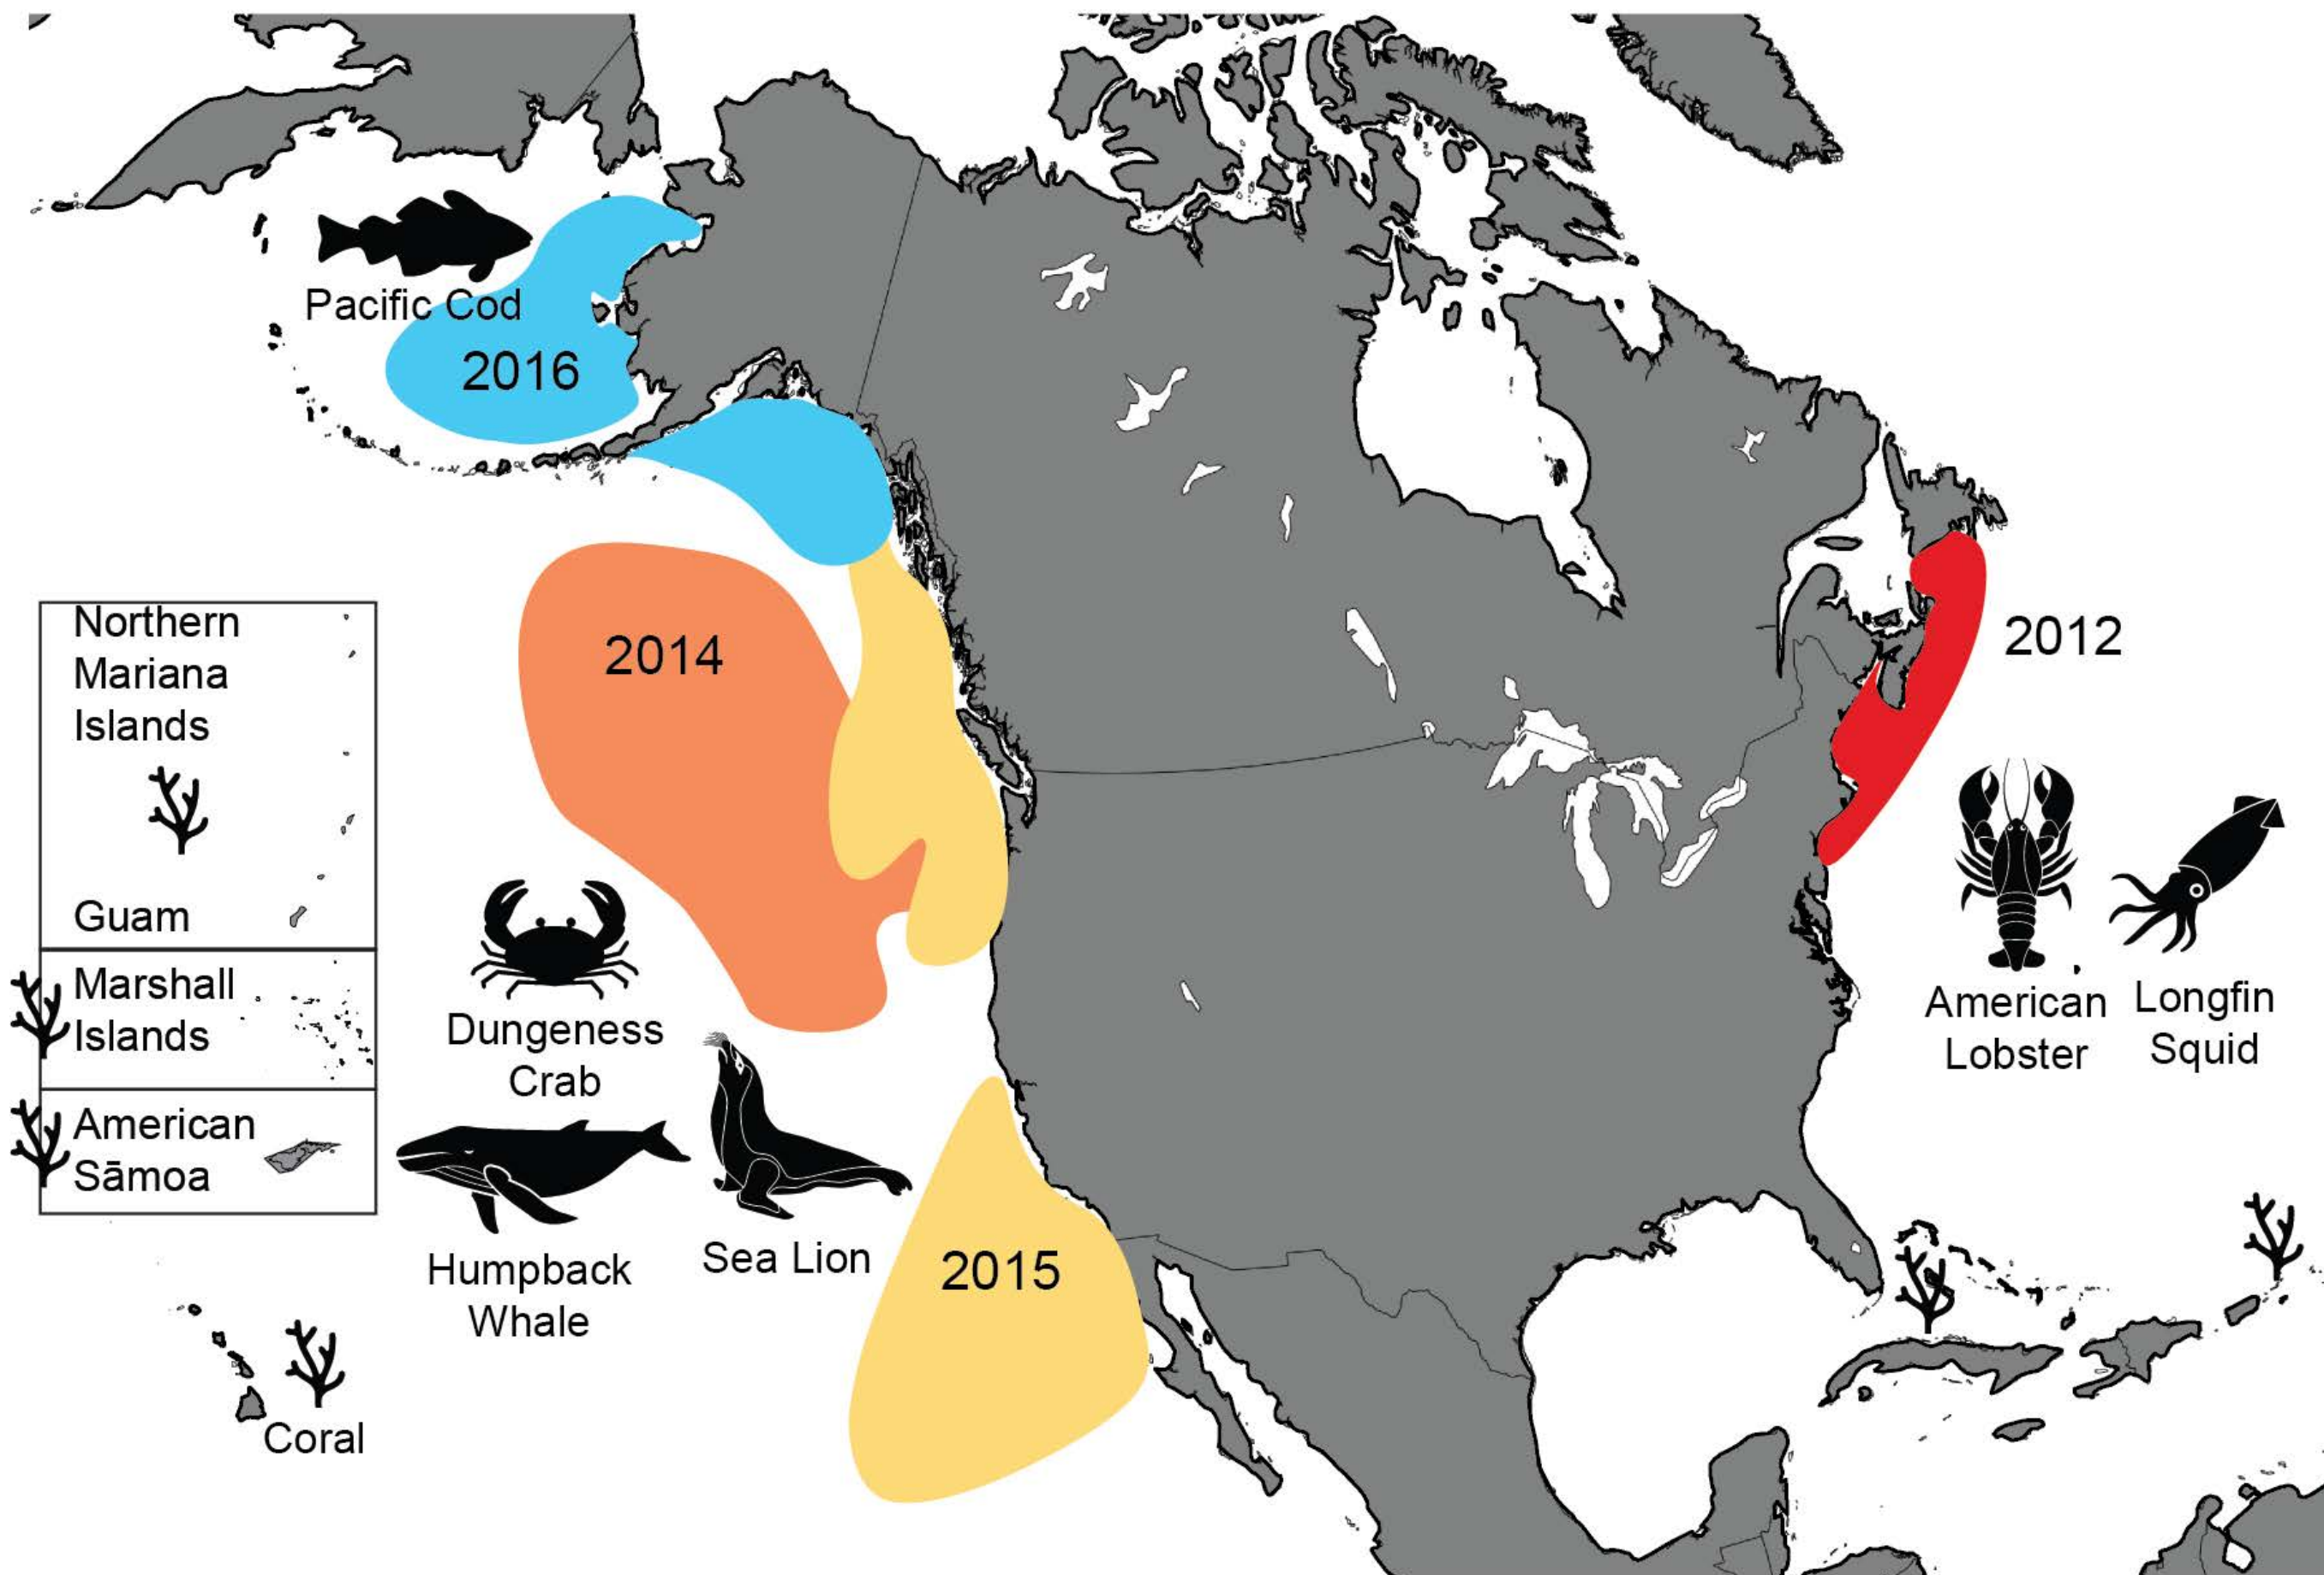 Pacific Cod
2016
2014
2012
Northern
Mariana
Islands
Guam
Marshall
Islands
American
Sāmoa
Dungeness
Crab
Humpback
Whale
Sea Lion
2015
American
Lobster
Longfin
Squid
Coral